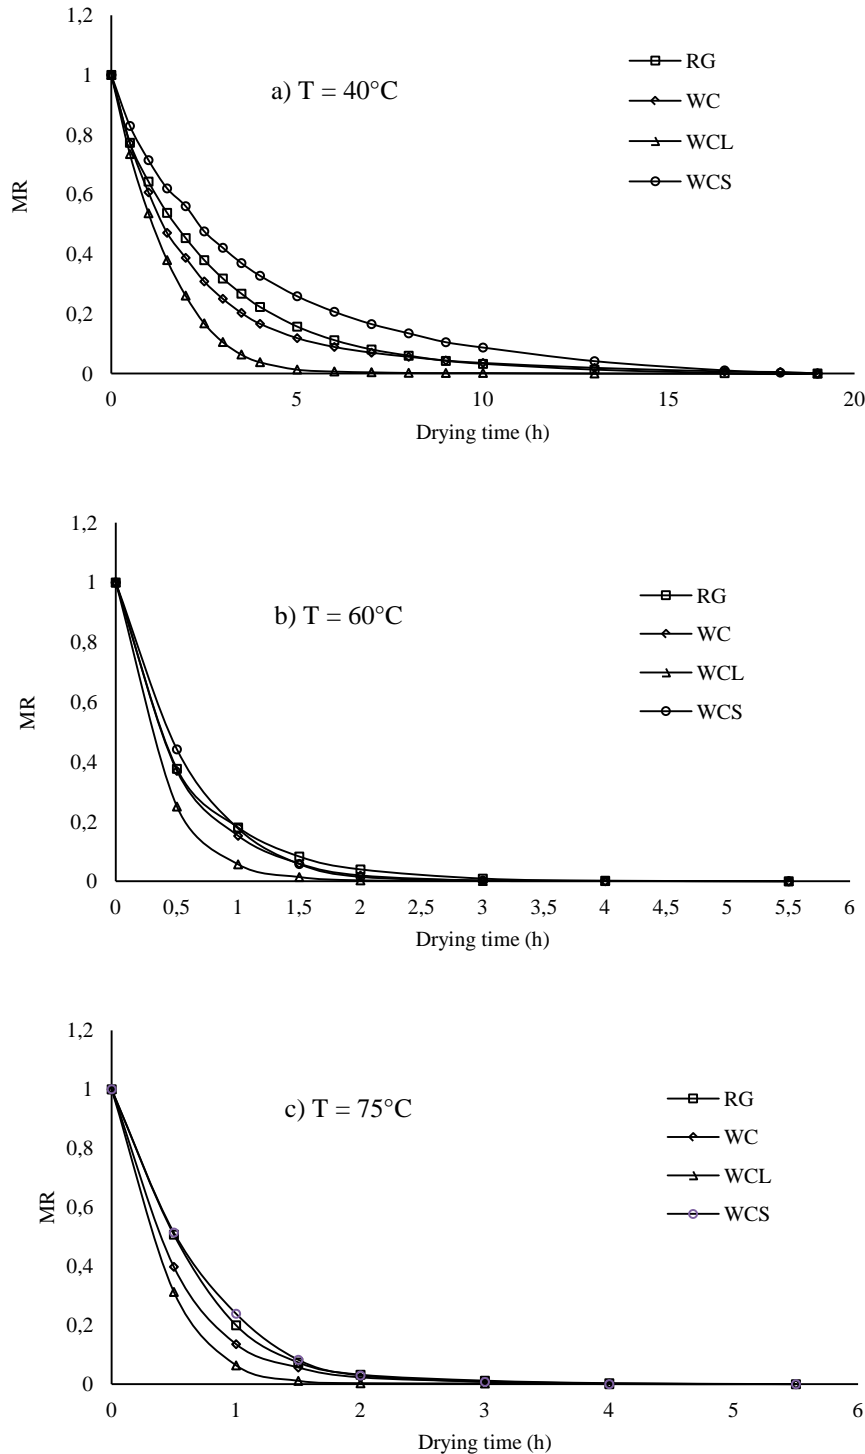 1,2
1
0,8
0,6
0,4
0,2
0
MR
a) T = 40°C
RG
WC
WCL
WCS
0 5 10 15 20
Drying time (h)
1,2
1
0,8
0,6
0,4
0,2
0
MR
b) T = 60°C
RG
WC
WCL
WCS
0 0,5 1 1,5 2 2,5 3 3,5 4 4,5 5 5,5 6
Drying time (h)
1,2
1
0,8
0,6
0,4
0,2
0
MR
c) T = 75°C
RG
WC
WCL
WCS
0 1 2 3 4 5 6
Drying time (h)